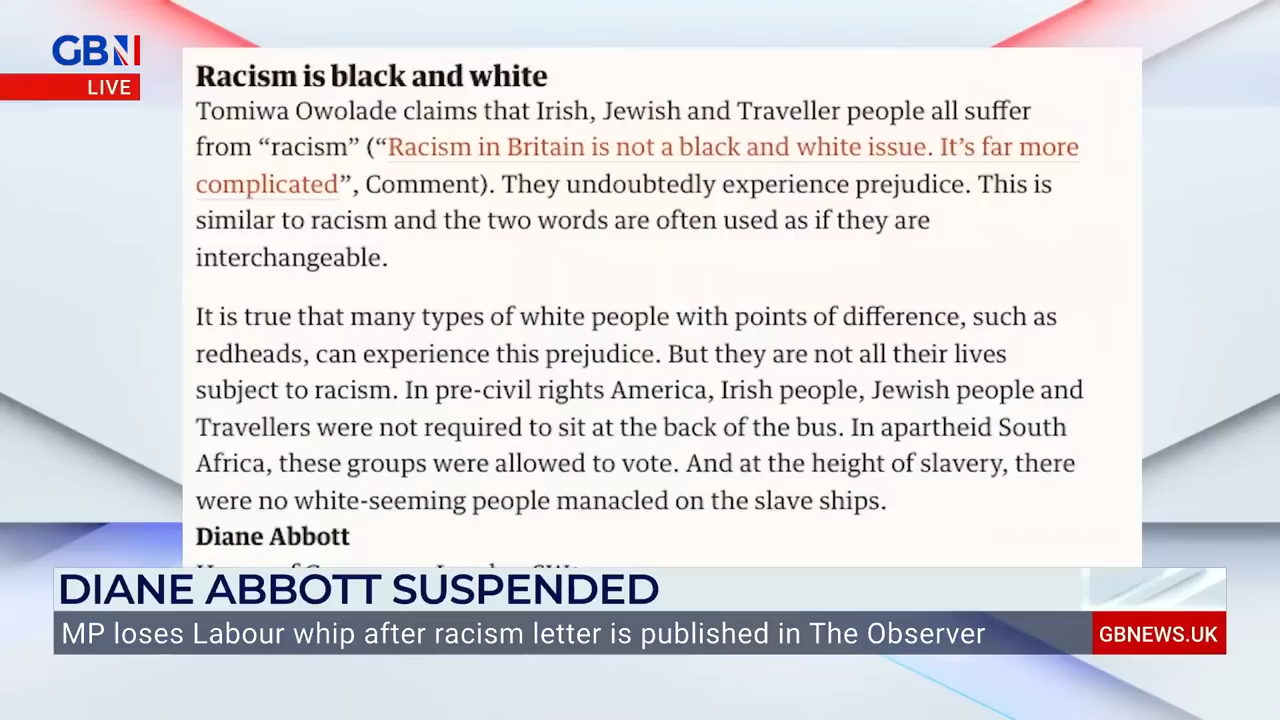 GBN
LIVE
Racism is black and white
Tomiwa Owolade claims that Irish, Jewish and Traveller people all suffer
from “racism” (“Racism in Britain is not a black and white issue. It’s far more
complicated”, Comment). They undoubtedly experience prejudice. This is
similar to racism and the two words are often used as if they are
interchangeable.
It is true that many types of white people with points of difference, such as
redheads, can experience this prejudice. But they are not all their lives
subject to racism. In pre-civil rights America, Irish people, Jewish people and
Travellers were not required to sit at the back of the bus. In apartheid South
Africa, these groups were allowed to vote. And at the height of slavery, there
were no white-seeming people manacled on the slave ships.
Diane Abbott
DIANE ABBOTT SUSPENDED
MP loses Labour whip after racism letter is published in The Observer
GBNEWS.UK